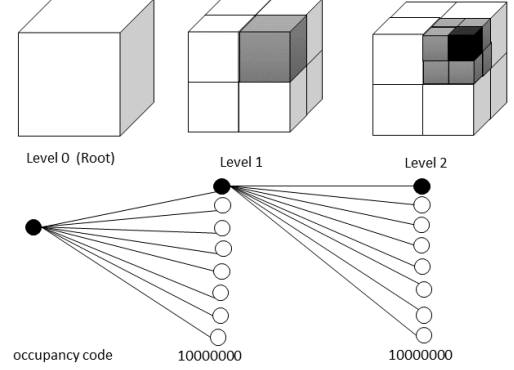 Level 0 (Root)
Level 1
Level 2
occupancy code
10000000
10000000